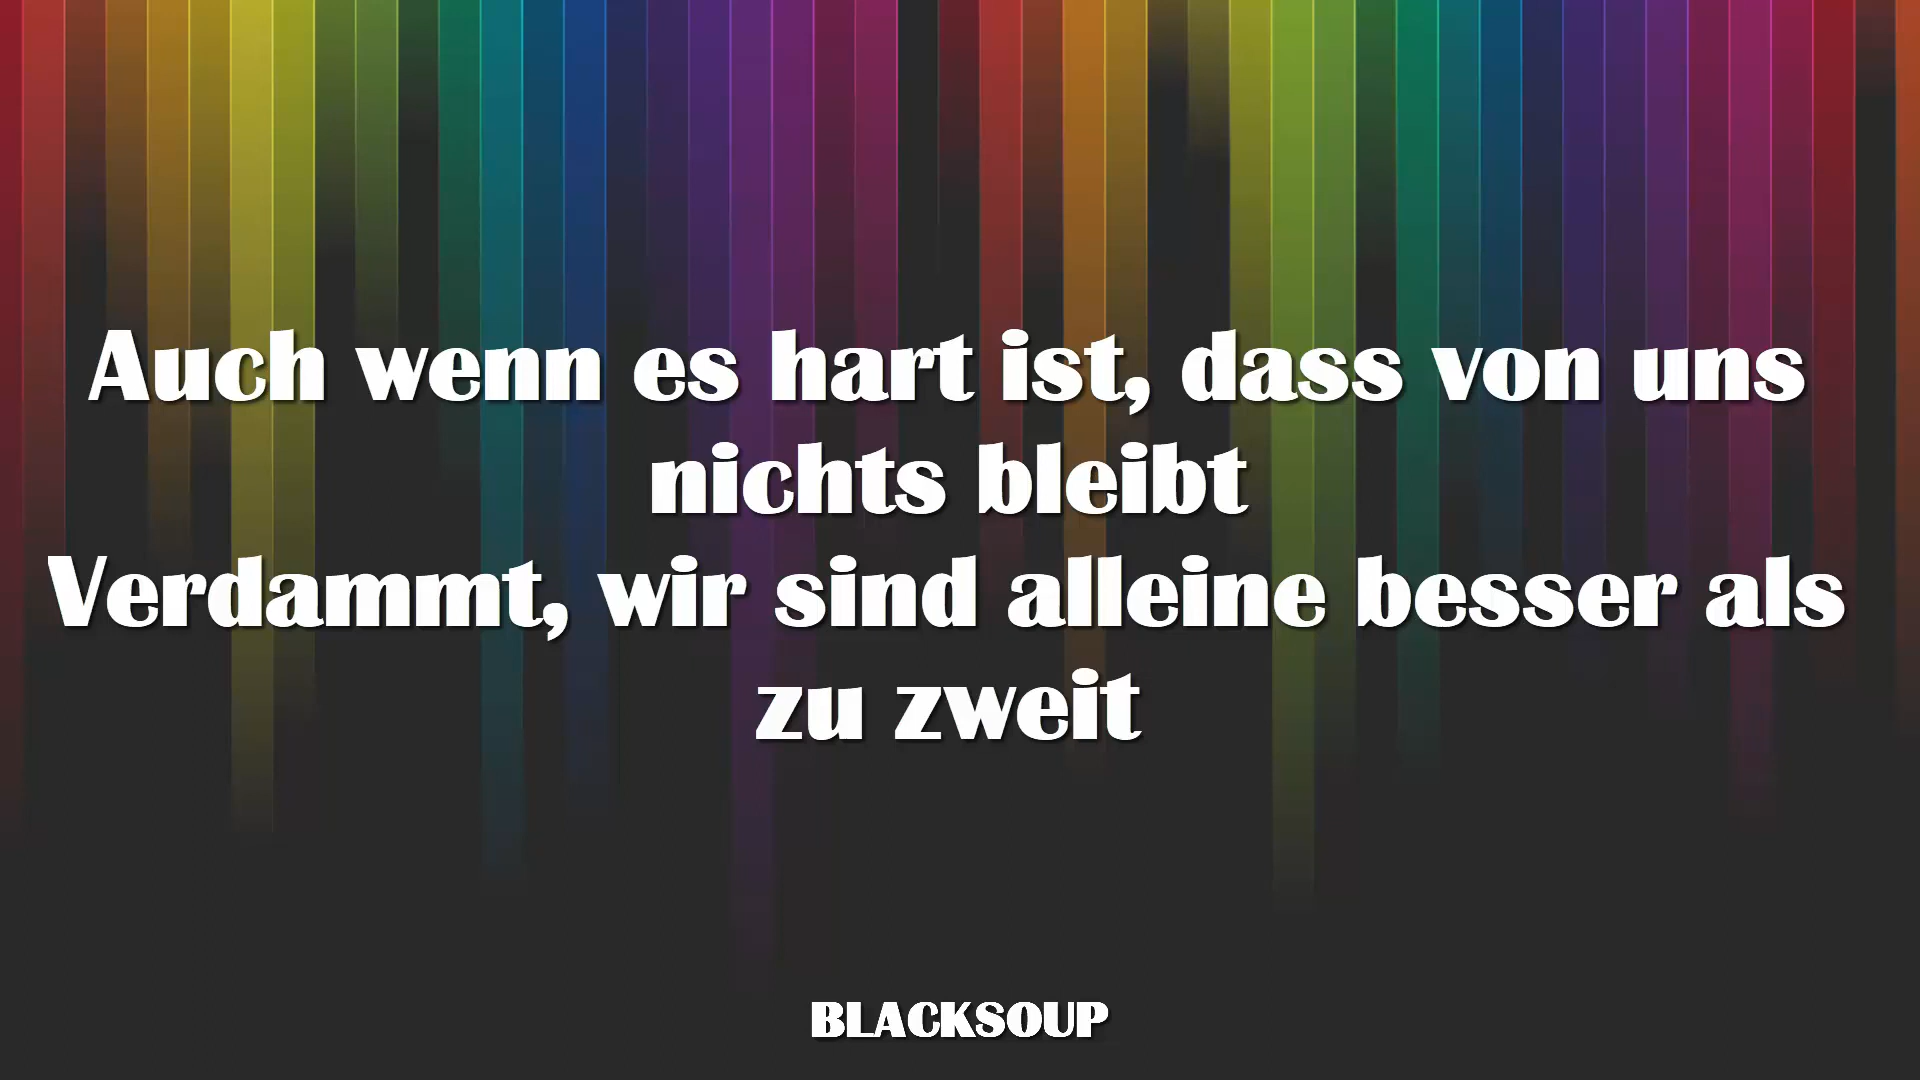 Auch wenn es hart ist, dass von uns
nichts bleibt
Verdammt, wir sind alleine besser als
zu zweit
BLACKSOUP